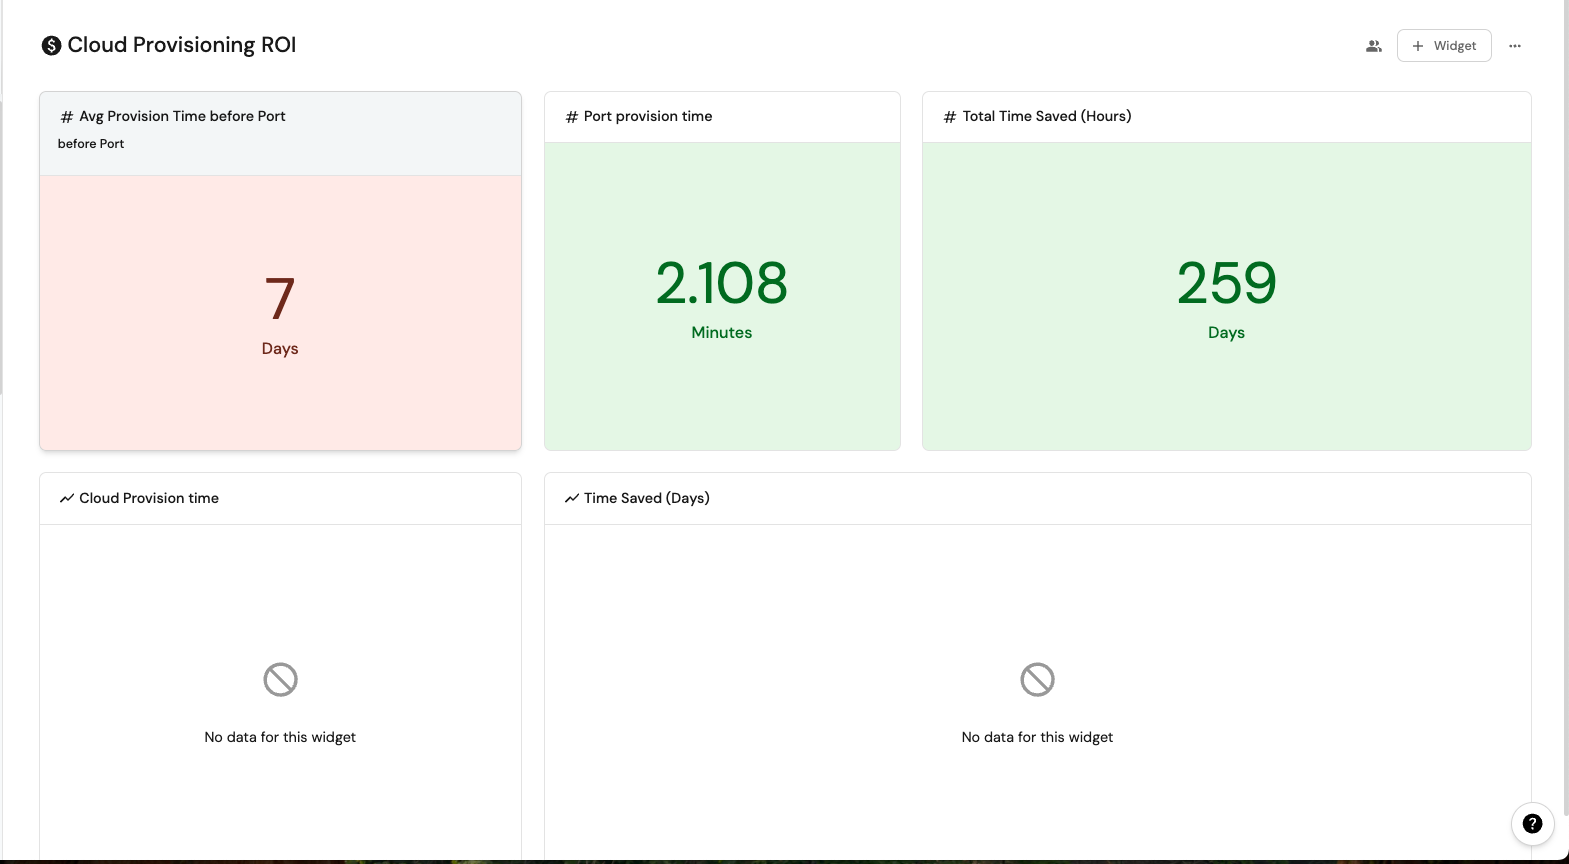 Cloud Provisioning ROI
+ Widget
# Avg Provision Time before Port
before Port
7
Days
# Port provision time
2.108
Minutes
# Total Time Saved (Hours)
259
Days
Cloud Provision time
No data for this widget
Time Saved (Days)
No data for this widget
?